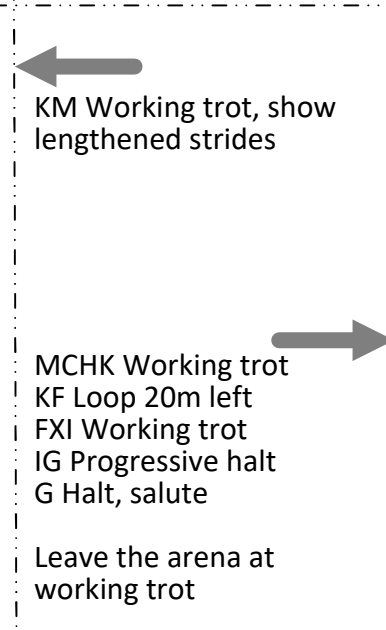 KM Working trot, show
lengthened strides
MCHK Working trot
KF Loop 20m left
FXI Working trot
IG Progressive halt
G Halt, salute
Leave the arena at
working trot